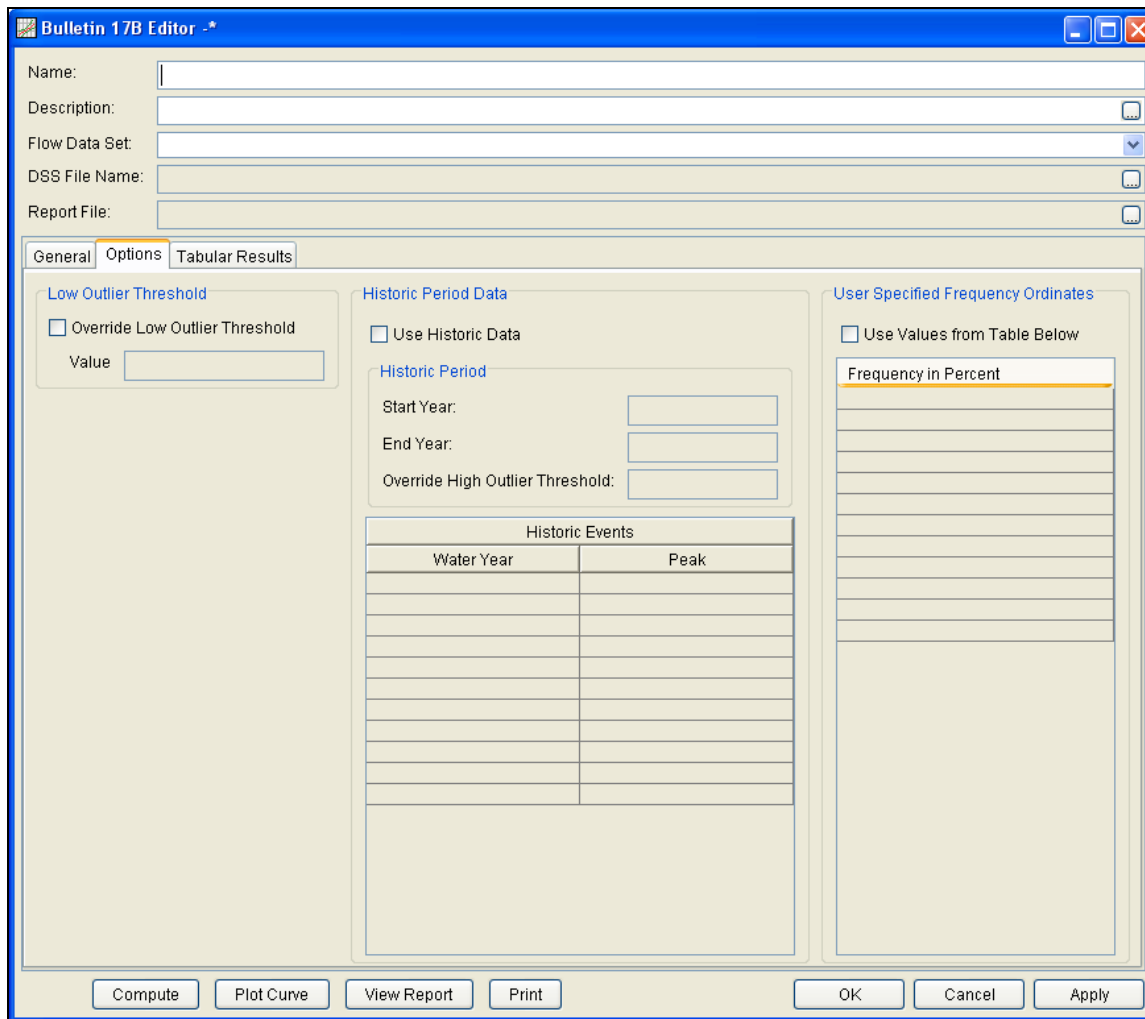 Bulletin 17B Editor -*
Name:
Description:
...
Flow Data Set:
DSS File Name:
...
Report File:
...
General Options Tabular Results
Low Outlier Threshold
Override Low Outlier Threshold
Value
Historic Period Data
Use Historic Data
Historic Period
Start Year:
End Year:
Override High Outlier Threshold:
Historic Events
Water Year Peak
User Specified Frequency Ordinates
Use Values from Table Below
Frequency in Percent
Compute Plot Curve View Report Print OK Cancel Apply